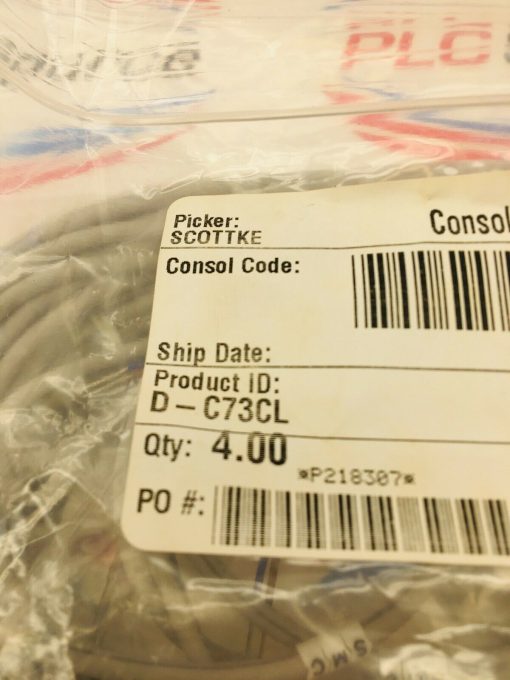 PLC
Picker:
SCOTTKE
Consol
Consol Code:
Ship Date:
Product ID:
D-C73CL
Qty: 4.00
*P218307*
PO #:
SMC